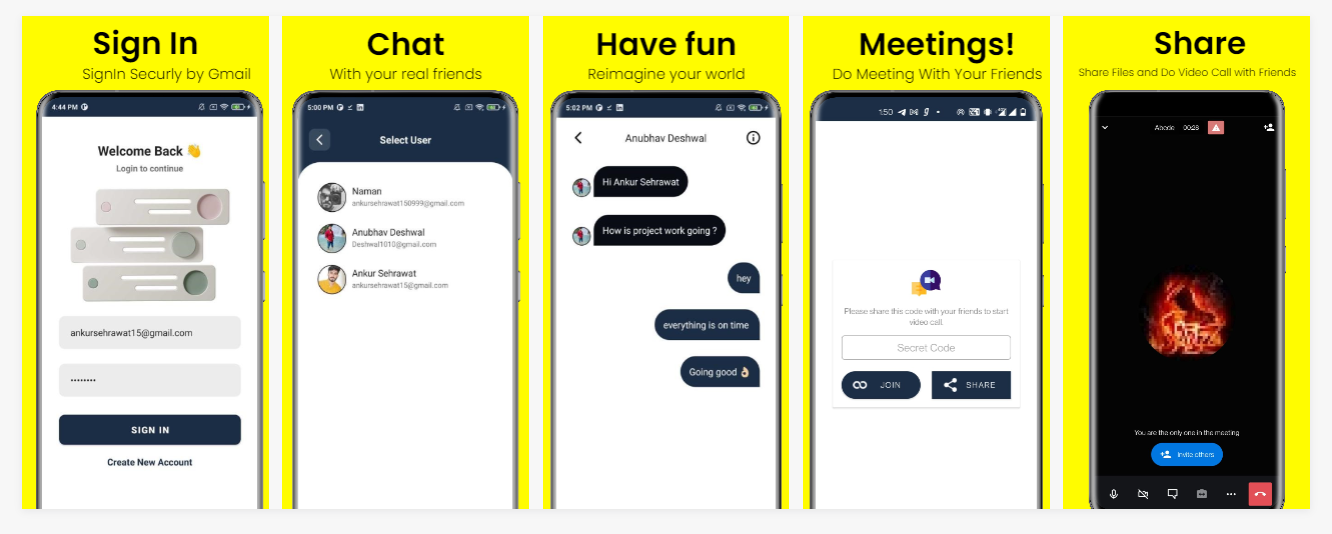 Sign In
SignIn Securly by Gmail
4:44 PM
Welcome Back 👋
Login to continue
ankursehrawat15@gmail.com
••••••••
SIGN IN
Create New Account
Chat
With your real friends
5:00 PM
Select User
Naman
ankursehrawat150999@gmail.com
Anubhav Deshwal
Deshwal1010@gmail.com
Ankur Sehrawat
ankursehrawat15@gmail.com
Have fun
Reimagine your world
5:02 PM
Anubhav Deshwal
Hi Ankur Sehrawat
How is project work going ?
hey
everything is on time
Going good 👌🏻
Meetings!
Do Meeting With Your Friends
1:50
Please share this code with your friends to start
video call.
Secret Code
JOIN
SHARE
Share
Share Files and Do Video Call with Friends
Abcde 00:28
You are the only one in the meeting
Invite others